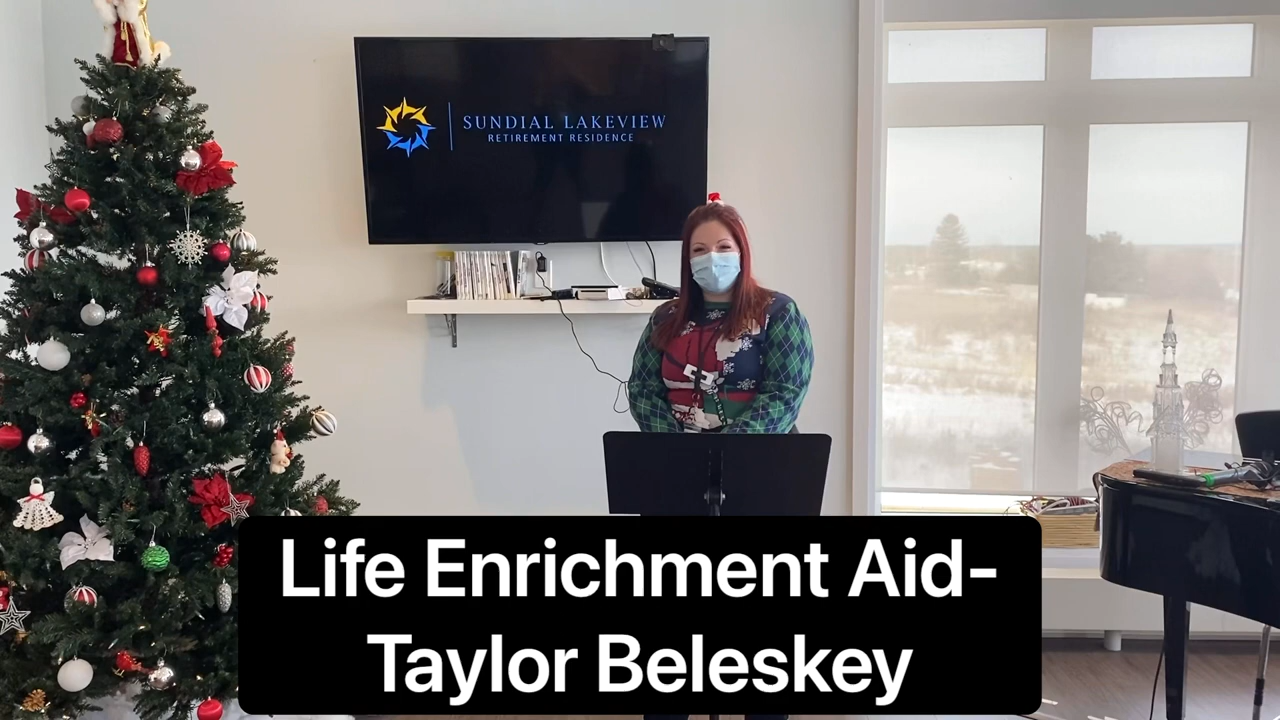 SUNDIAL LAKEVIEW
RETIREMENT RESIDENCE
Life Enrichment Aid-
Taylor Beleskey